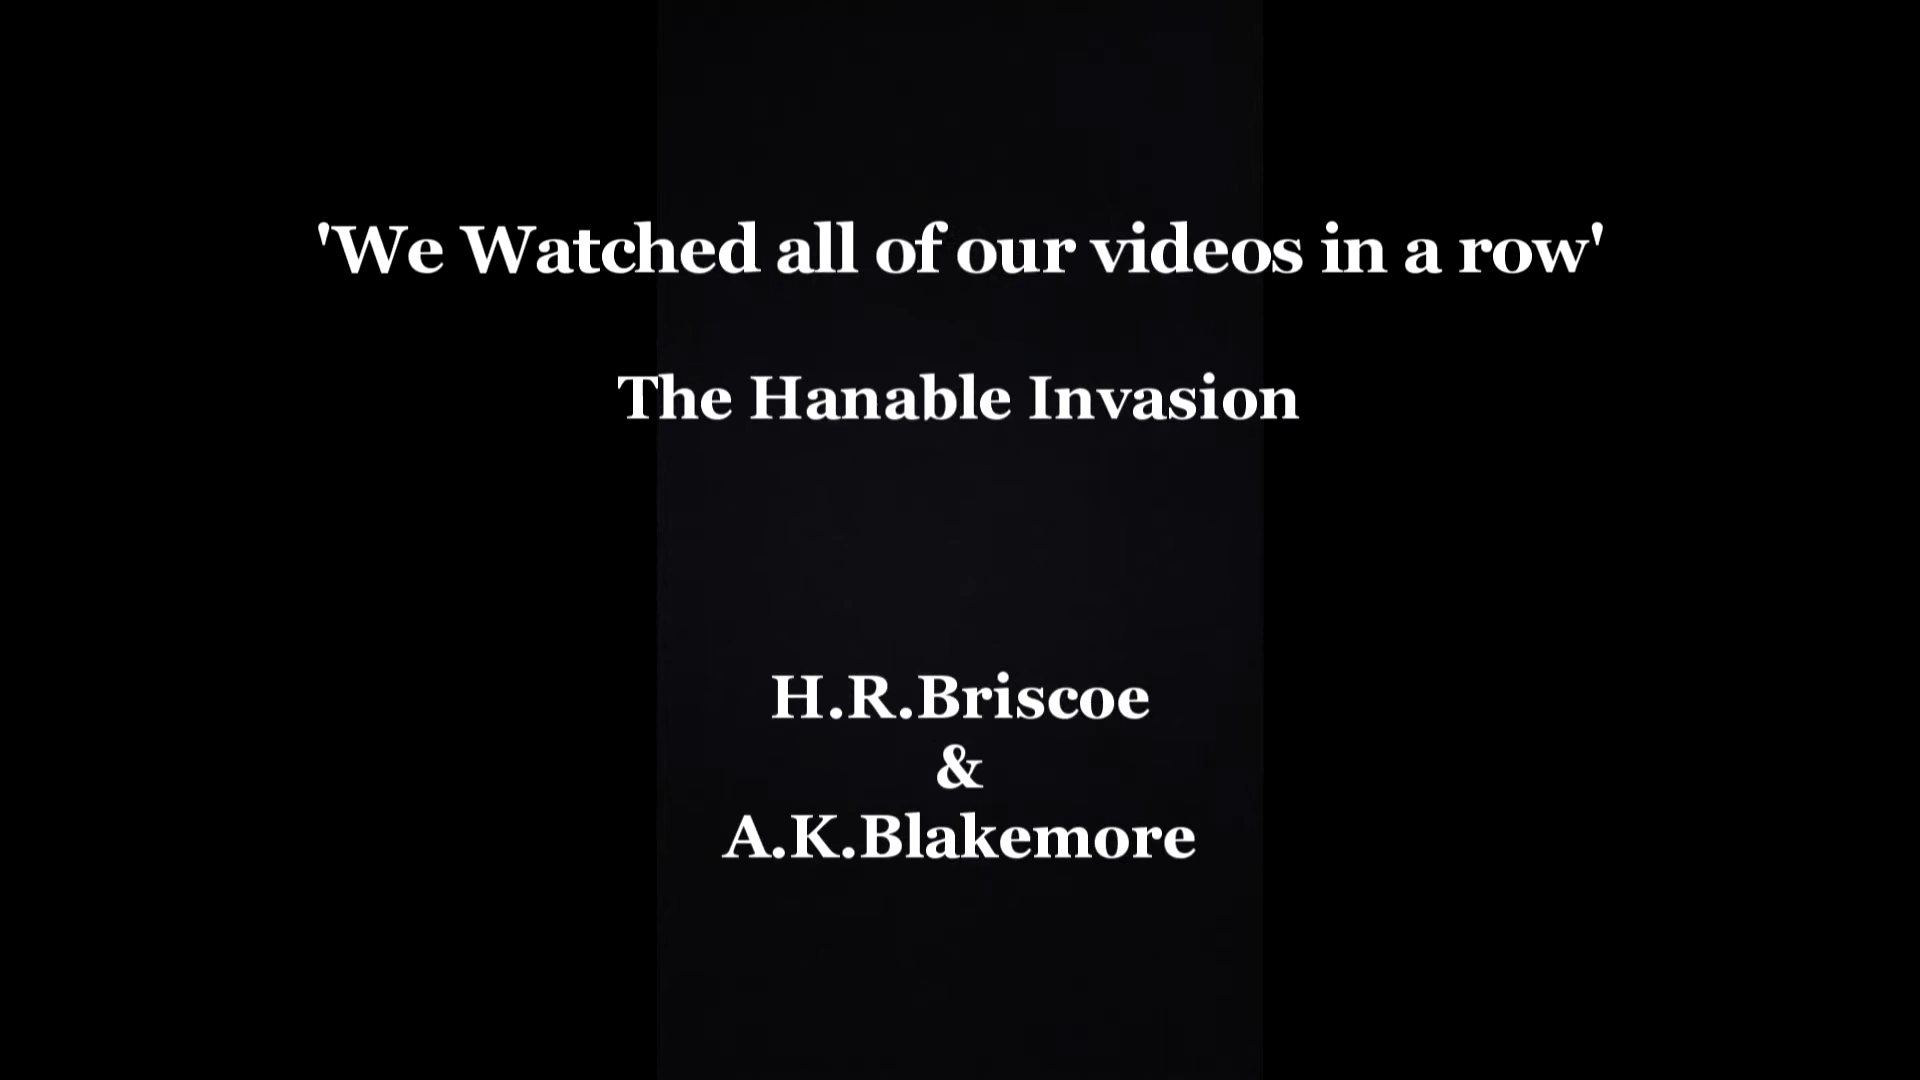 'We Watched all of our videos in a row'
The Hanable Invasion
H.R.Briscoe
&
A.K.Blakemore